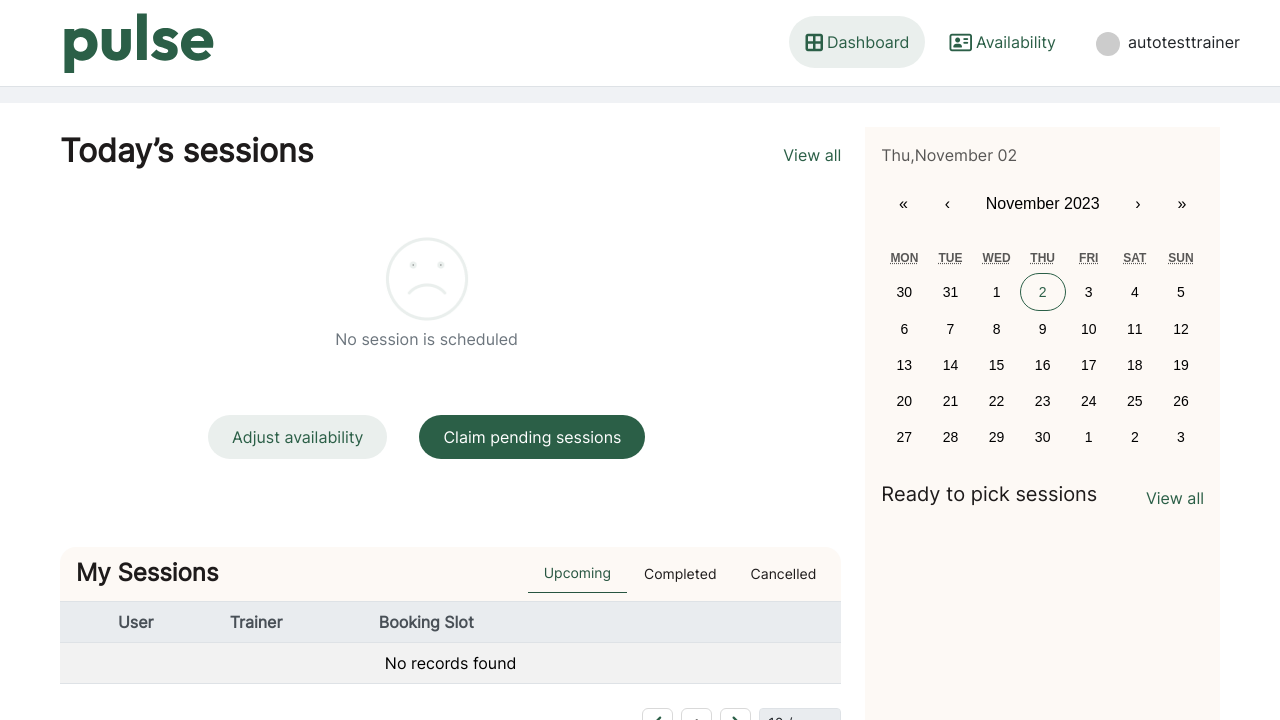 pulse
Dashboard
Availability
autotesttrainer
Today's sessions
View all
No session is scheduled
Adjust availability
Claim pending sessions
My Sessions
Upcoming
Completed
Cancelled
User Trainer Booking Slot
No records found
Thu,November 02
« ‹ November 2023 › »
MON TUE WED THU FRI SAT SUN
30 31 1 2 3 4 5
6 7 8 9 10 11 12
13 14 15 16 17 18 19
20 21 22 23 24 25 26
27 28 29 30 1 2 3
Ready to pick sessions
View all